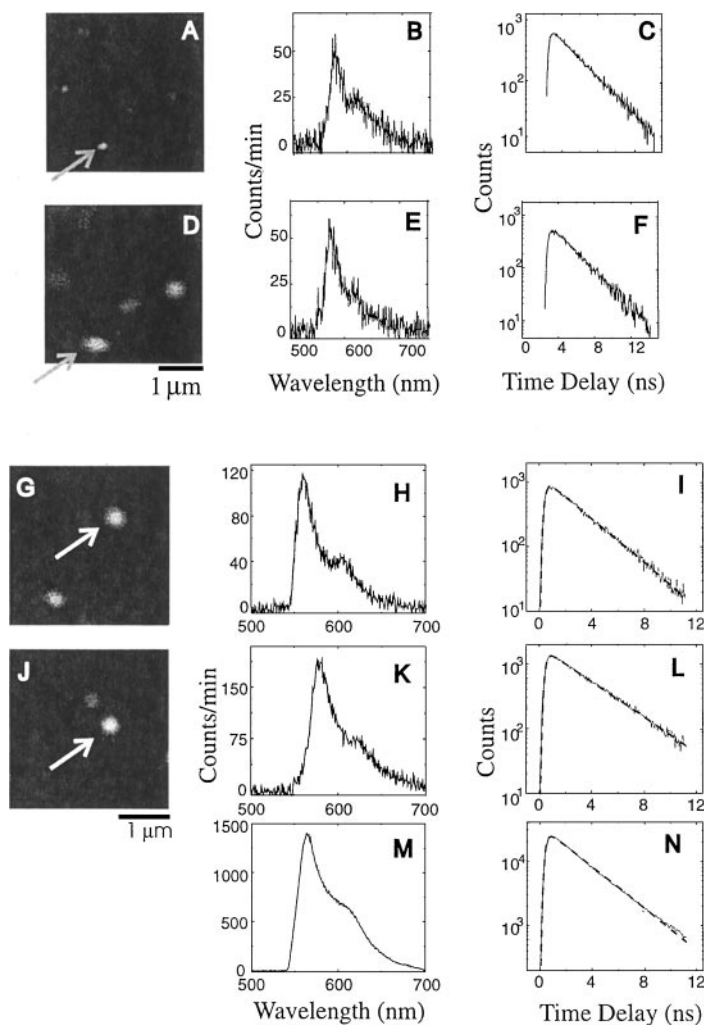 A
B
C
60
30
0
10³
10²
10¹
Counts/min
Counts
D
E
F
50
25
0
10³
10²
10¹
500 600 700
4 8 12
1 μm
Wavelength (nm)
Time Delay (ns)
G
H
I
120
80
40
0
10³
10²
10¹
500 600 700
0 4 8 12
J
K
L
150
75
0
10³
10²
10¹
Counts/min
Counts
1 μm
500 600 700
0 4 8 12
M
N
1500
1000
500
0
10⁴
10³
500 600 700
0 4 8 12
Wavelength (nm)
Time Delay (ns)